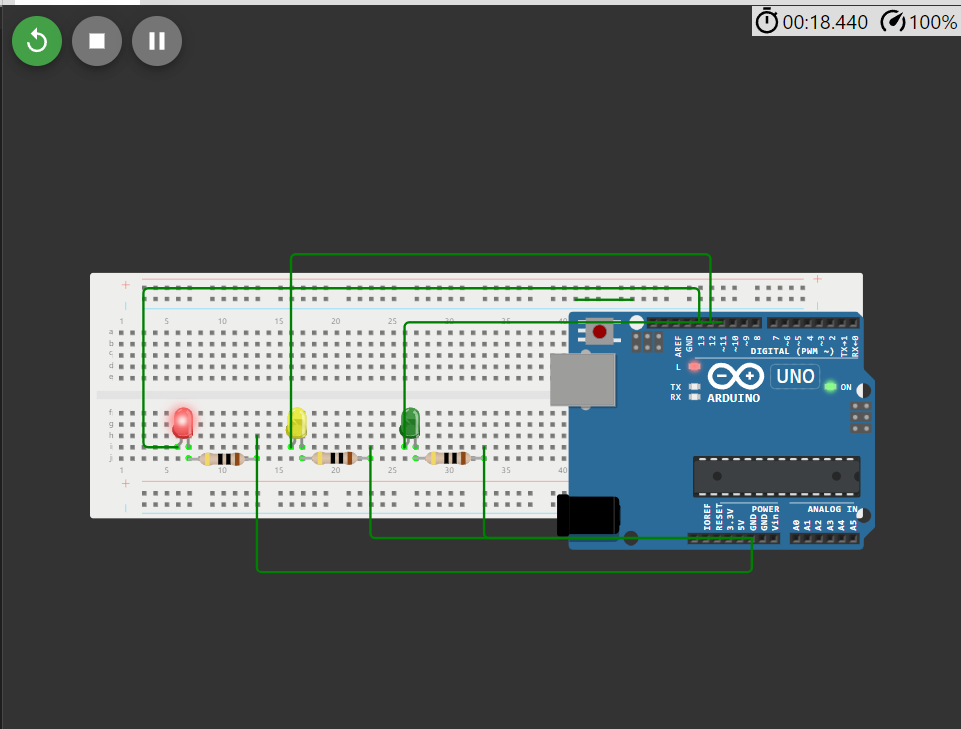 00:18.440 100%
+ +
1 5 10 15 20 25 30 35 40
a
b
c
d
e
f
g
h
i
j
1 5 10 15 20 25 30 35
+
AREF
GND
13
12
~11
~10
~9
8
7
~6
~5
4
~3
2
TX→1
RX←0
DIGITAL (PWM ~)
L
TX
RX
ARDUINO
UNO
ON
POWER
ANALOG IN
IOREF
RESET
3.3V
5V
GND
GND
Vin
A0
A1
A2
A3
A4
A5